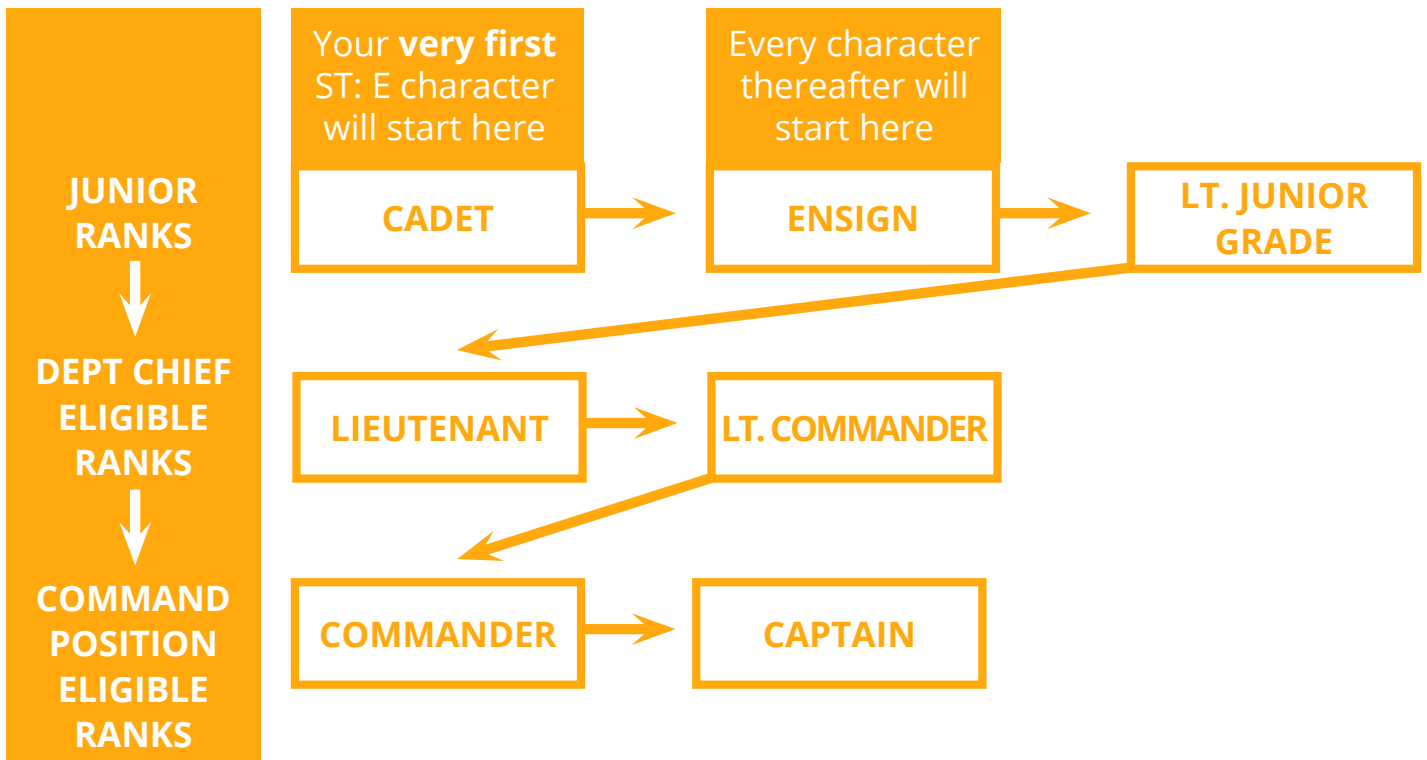 Your very first
ST: E character
will start here
Every character
thereafter will
start here
JUNIOR
RANKS
CADET
ENSIGN
LT. JUNIOR
GRADE
DEPT CHIEF
ELIGIBLE
RANKS
LIEUTENANT
LT. COMMANDER
COMMAND
POSITION
ELIGIBLE
RANKS
COMMANDER
CAPTAIN